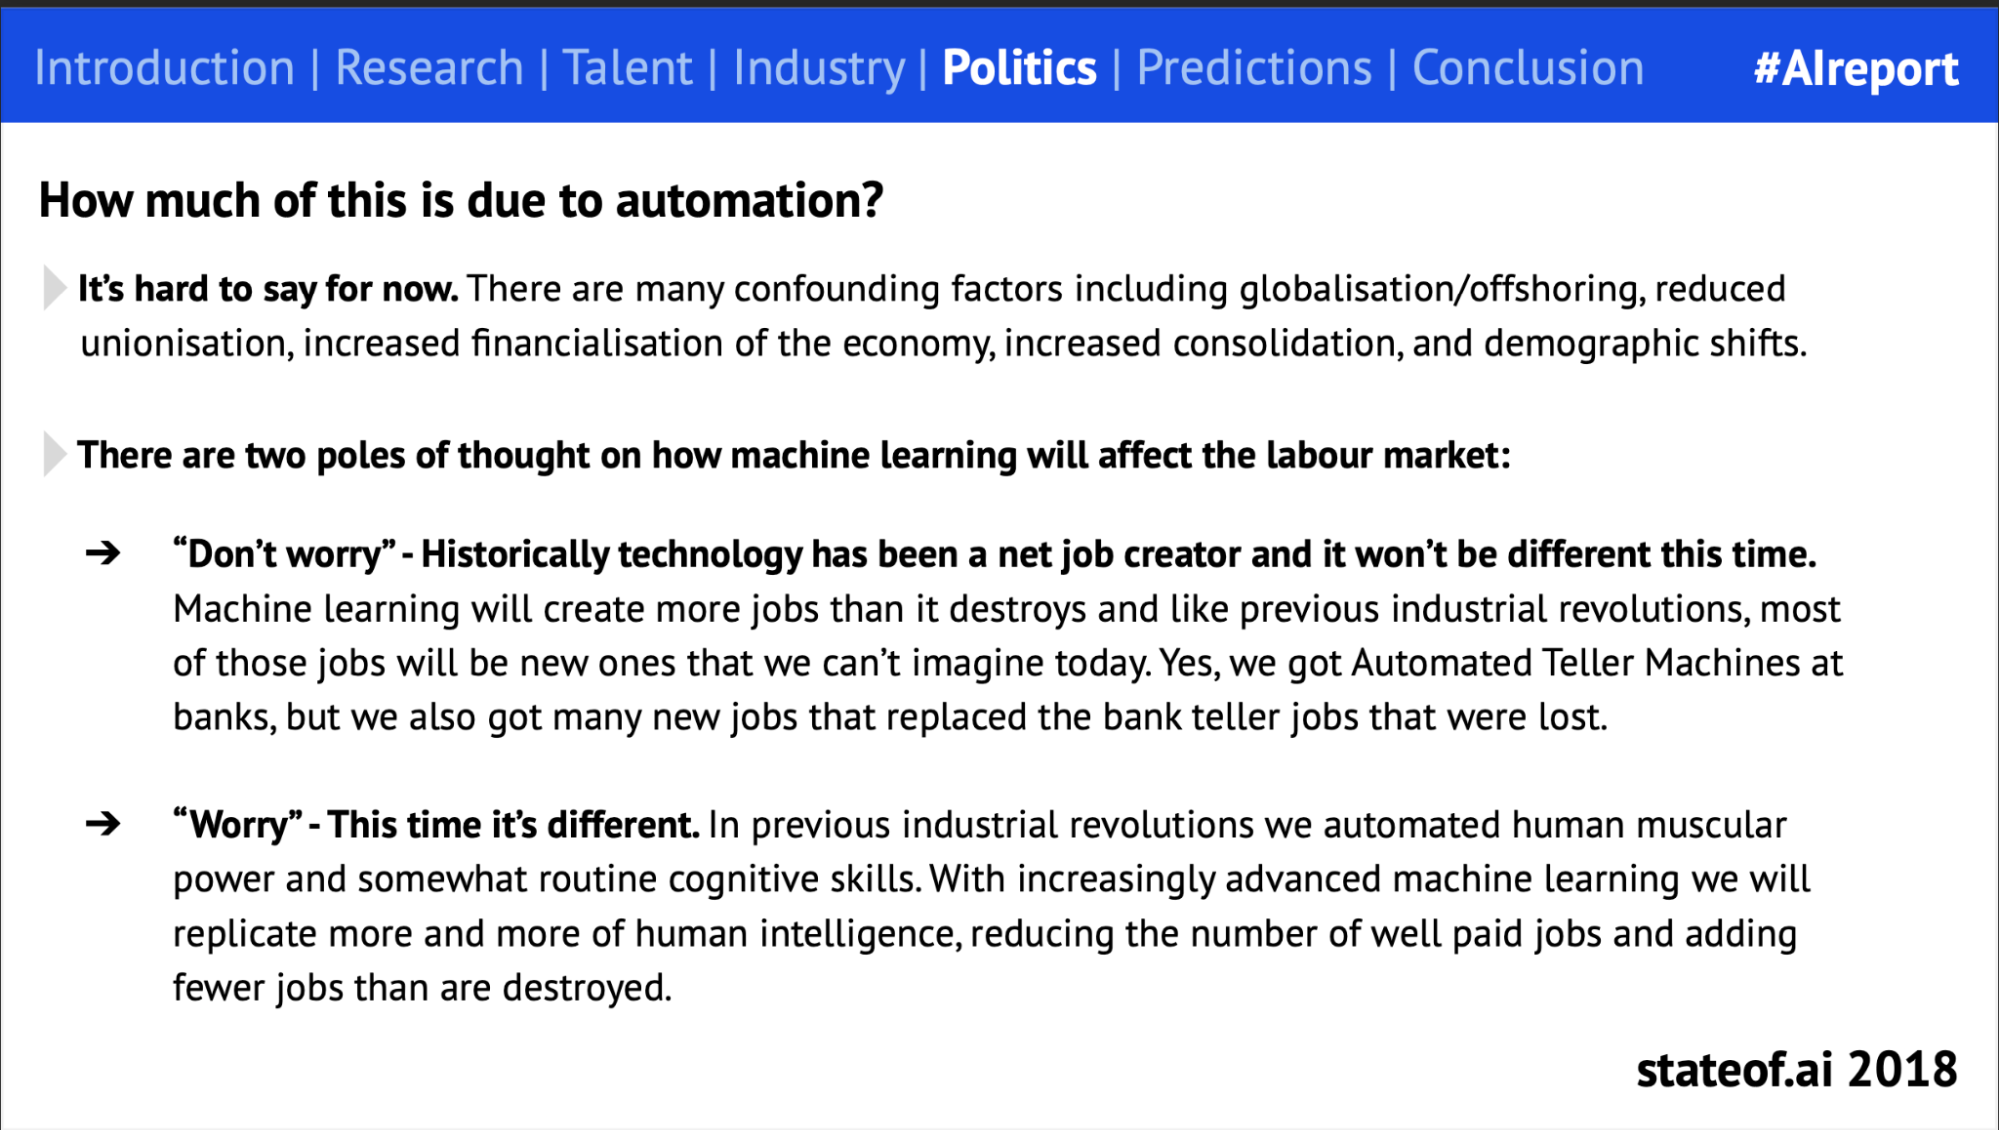 Introduction | Research | Talent | Industry | Politics | Predictions | Conclusion #AIreport
How much of this is due to automation?
It’s hard to say for now. There are many confounding factors including globalisation/offshoring, reduced
unionisation, increased financialisation of the economy, increased consolidation, and demographic shifts.
There are two poles of thought on how machine learning will affect the labour market:
➔ “Don’t worry” - Historically technology has been a net job creator and it won’t be different this time.
Machine learning will create more jobs than it destroys and like previous industrial revolutions, most
of those jobs will be new ones that we can’t imagine today. Yes, we got Automated Teller Machines at
banks, but we also got many new jobs that replaced the bank teller jobs that were lost.
➔ “Worry” - This time it’s different. In previous industrial revolutions we automated human muscular
power and somewhat routine cognitive skills. With increasingly advanced machine learning we will
replicate more and more of human intelligence, reducing the number of well paid jobs and adding
fewer jobs than are destroyed.
stateof.ai 2018